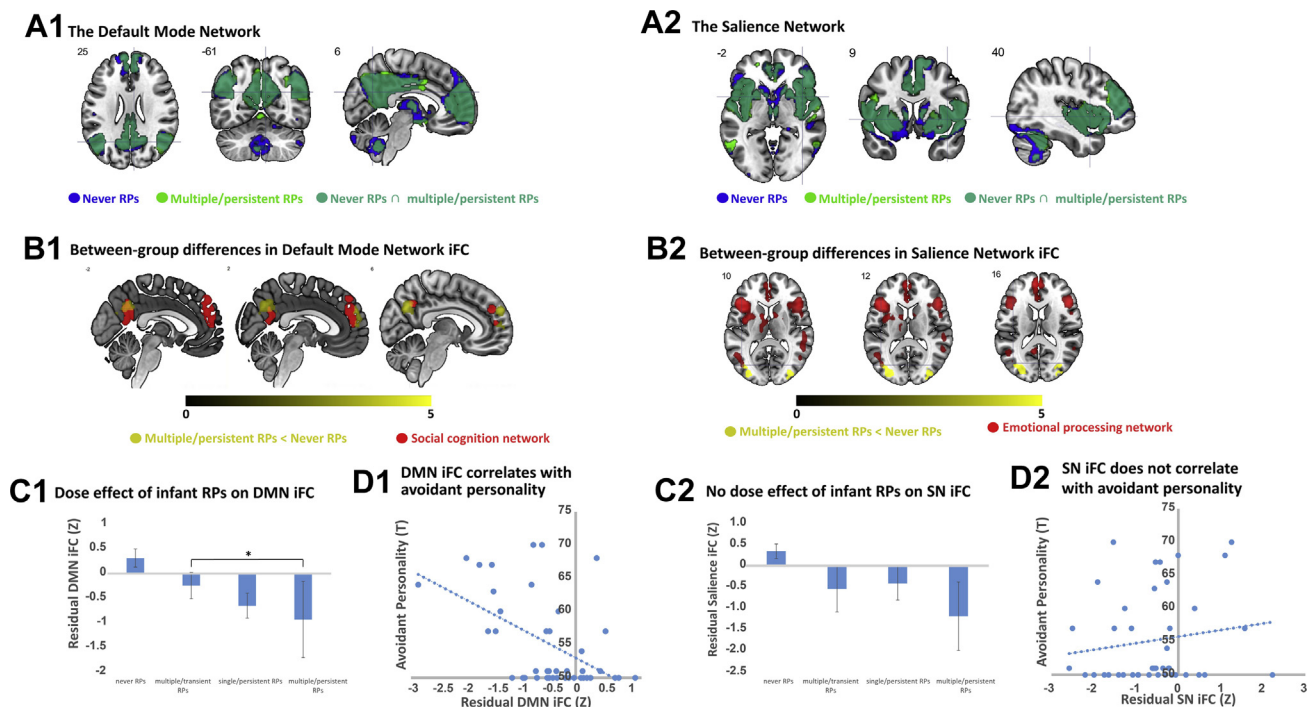 A1 The Default Mode Network
25 -61 6
Never RPs Multiple/persistent RPs Never RPs ∩ multiple/persistent RPs
A2 The Salience Network
-2 9 40
Never RPs Multiple/persistent RPs Never RPs ∩ multiple/persistent RPs
B1 Between-group differences in Default Mode Network iFC
-2 2 6
0 5
Multiple/persistent RPs < Never RPs Social cognition network
B2 Between-group differences in Salience Network iFC
10 12 16
0 5
Multiple/persistent RPs < Never RPs Emotional processing network
C1 Dose effect of infant RPs on DMN iFC
Residual DMN iFC (Z)
1
0.5
0
-0.5
-1
-1.5
-2
*
never RPs multiple/transient RPs single/persistent RPs multiple/persistent RPs
D1 DMN iFC correlates with
avoidant personality
Avoidant Personality (T)
75
70
65
60
55
50
-3 -2.5 -2 -1.5 -1 -0.5 0 0.5 1
Residual DMN iFC (Z)
C2 No dose effect of infant RPs on SN iFC
Residual Salience iFC (Z)
1.0
0.5
0
-0.5
-1.0
-1.5
-2.0
-2.5
never RPs multiple/transient RPs single/persistent RPs multiple/persistent RPs
D2 SN iFC does not correlate
with avoidant personality
Avoidant Personality (T)
75
70
65
60
55
50
-3 -2 -1 0 1 2 3
Residual SN iFC (Z)